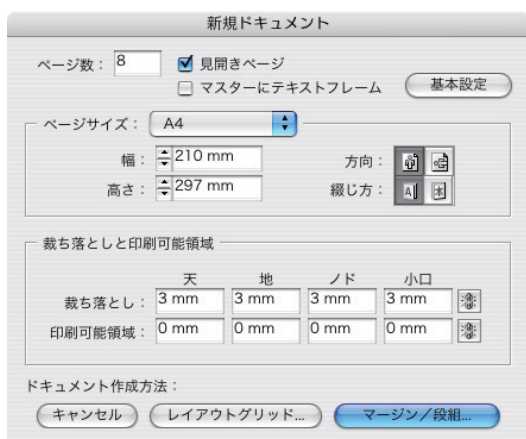 新規ドキュメント
ページ数： 8 見開きページ
マスターにテキストフレーム 基本設定
ページサイズ： A4
幅： 210 mm 方向：
高さ： 297 mm 綴じ方：
裁ち落としと印刷可能領域
天 地 ノド 小口
裁ち落とし： 3 mm 3 mm 3 mm 3 mm
印刷可能領域： 0 mm 0 mm 0 mm 0 mm
ドキュメント作成方法：
キャンセル レイアウトグリッド... マージン／段組...